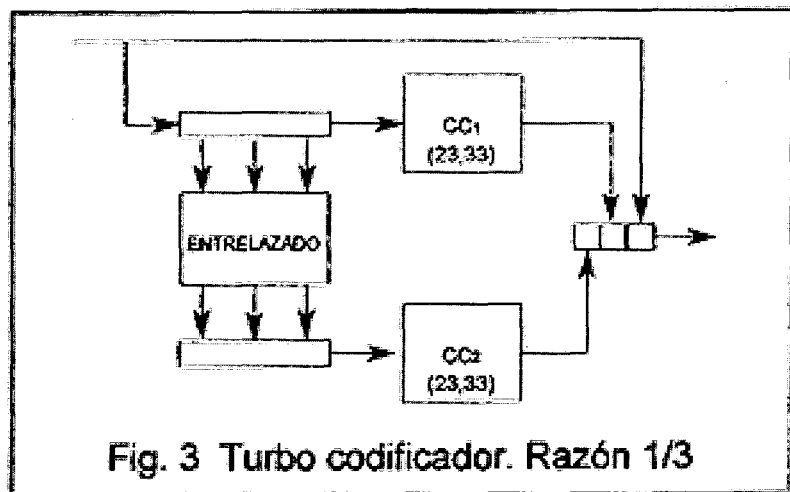 CC1
(23,33)
ENTRELAZADO
CC2
(23,33)
Fig. 3 Turbo codificador. Razón 1/3